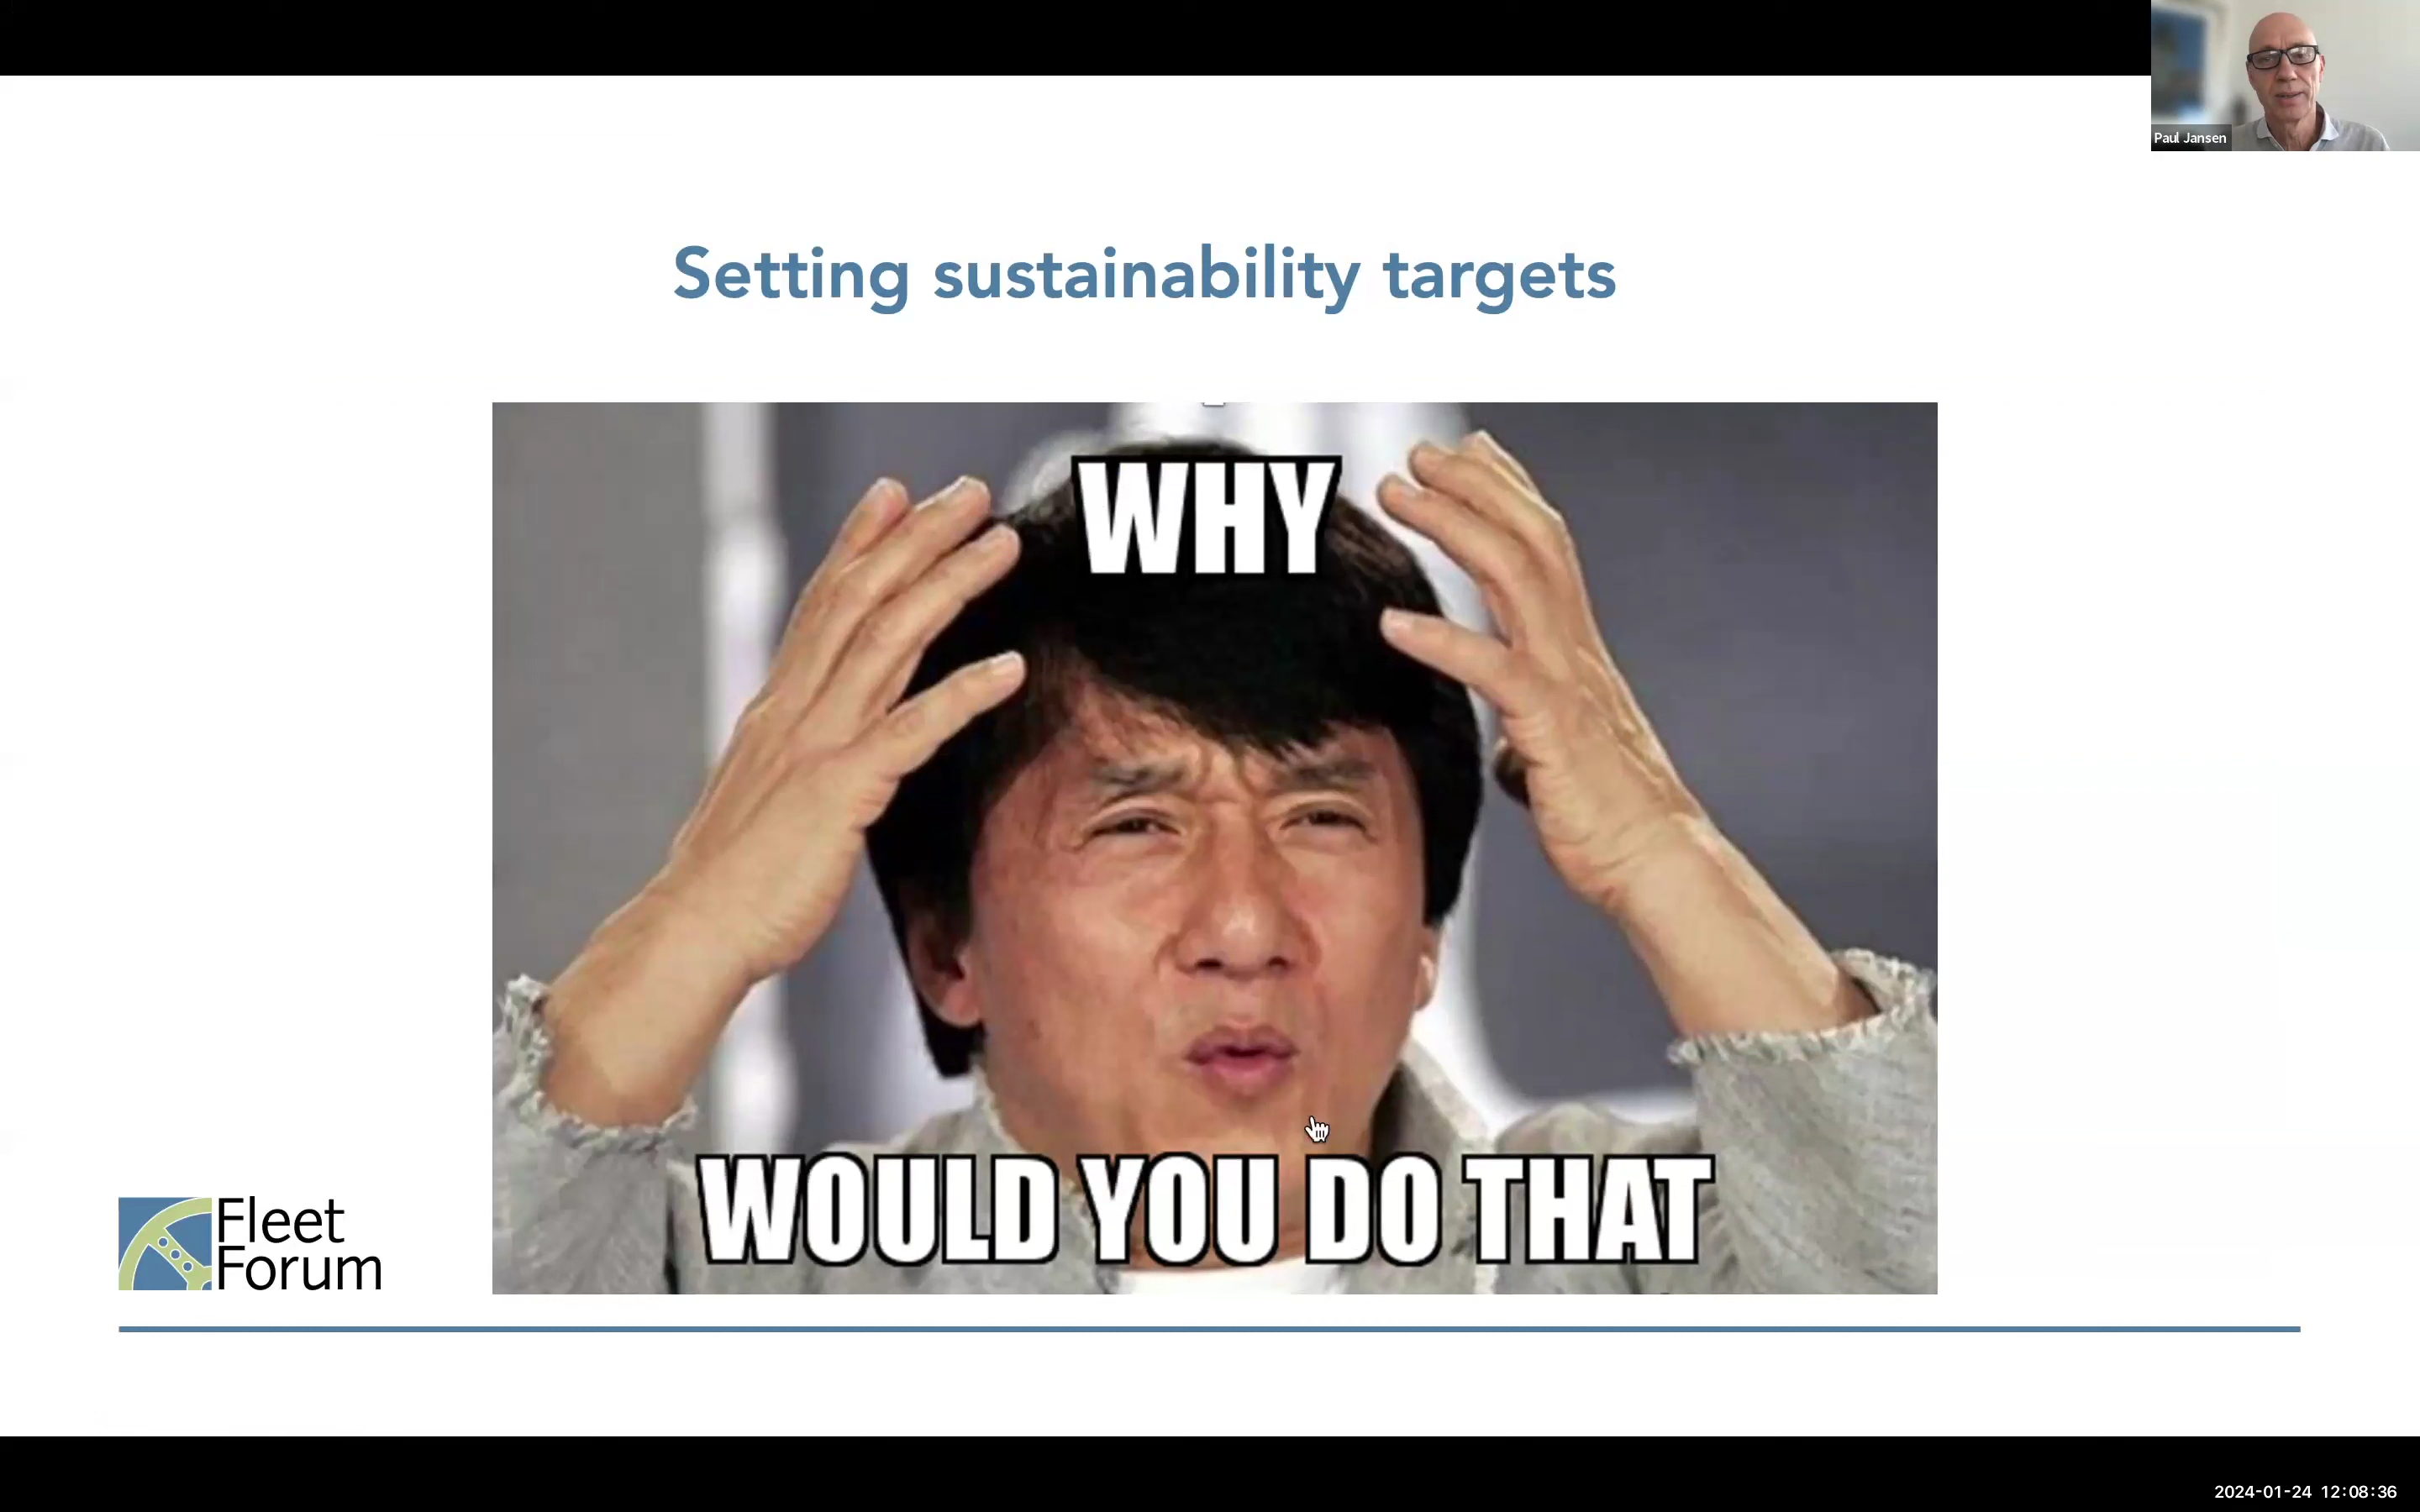 Paul Jansen
Setting sustainability targets
WHY
WOULD YOU DO THAT
Fleet
Forum
2024-01-24 12:08:36